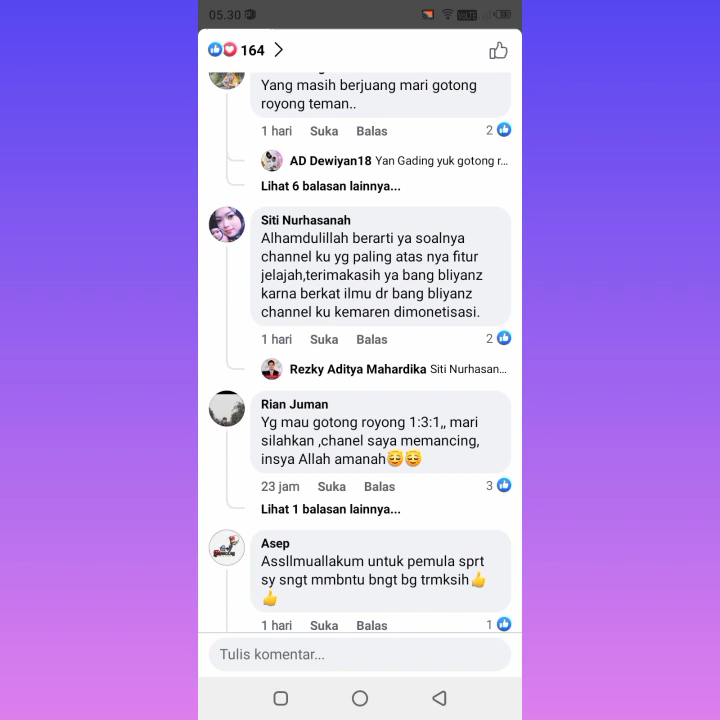 05.30
VoLTE
164
Yang masih berjuang mari gotong
royong teman..
1 hari Suka Balas 2
AD Dewiyan18 Yan Gading yuk gotong r...
Lihat 6 balasan lainnya...
Siti Nurhasanah
Alhamdulillah berarti ya soalnya
channel ku yg paling atas nya fitur
jelajah,terimakasih ya bang bliyanz
karna berkat ilmu dr bang bliyanz
channel ku kemaren dimonetisasi.
1 hari Suka Balas 2
Rezky Aditya Mahardika Siti Nurhasan...
Rian Juman
Yg mau gotong royong 1:3:1,, mari
silahkan ,chanel saya memancing,
insya Allah amanah😇😇
23 jam Suka Balas 3
Lihat 1 balasan lainnya...
Asep
Assllmuallakum untuk pemula sprt
sy sngt mmbntu bngt bg trmksih👍
👍
1 hari Suka Balas 1
Tulis komentar...